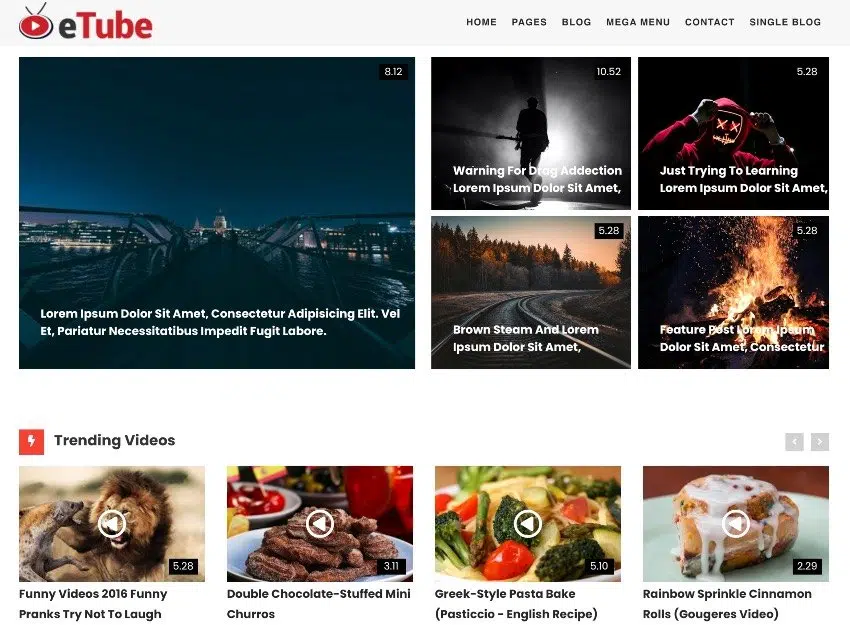 eTube
HOME PAGES BLOG MEGA MENU CONTACT SINGLE BLOG
8.12
Lorem Ipsum Dolor Sit Amet, Consectetur Adipisicing Elit. Vel
Et, Pariatur Necessitatibus Impedit Fugit Labore.
10.52
Warning For Drag Addection
Lorem Ipsum Dolor Sit Amet,
5.28
Just Trying To Learning
Lorem Ipsum Dolor Sit Amet,
5.28
Brown Steam And Lorem
Ipsum Dolor Sit Amet,
5.28
Feature Post Lorem Ipsum
Dolor Sit Amet, Consectetur
Trending Videos
5.28
Funny Videos 2016 Funny
Pranks Try Not To Laugh
3.11
Double Chocolate-Stuffed Mini
Churros
5.10
Greek-Style Pasta Bake
(Pasticcio - English Recipe)
2.29
Rainbow Sprinkle Cinnamon
Rolls (Gougeres Video)